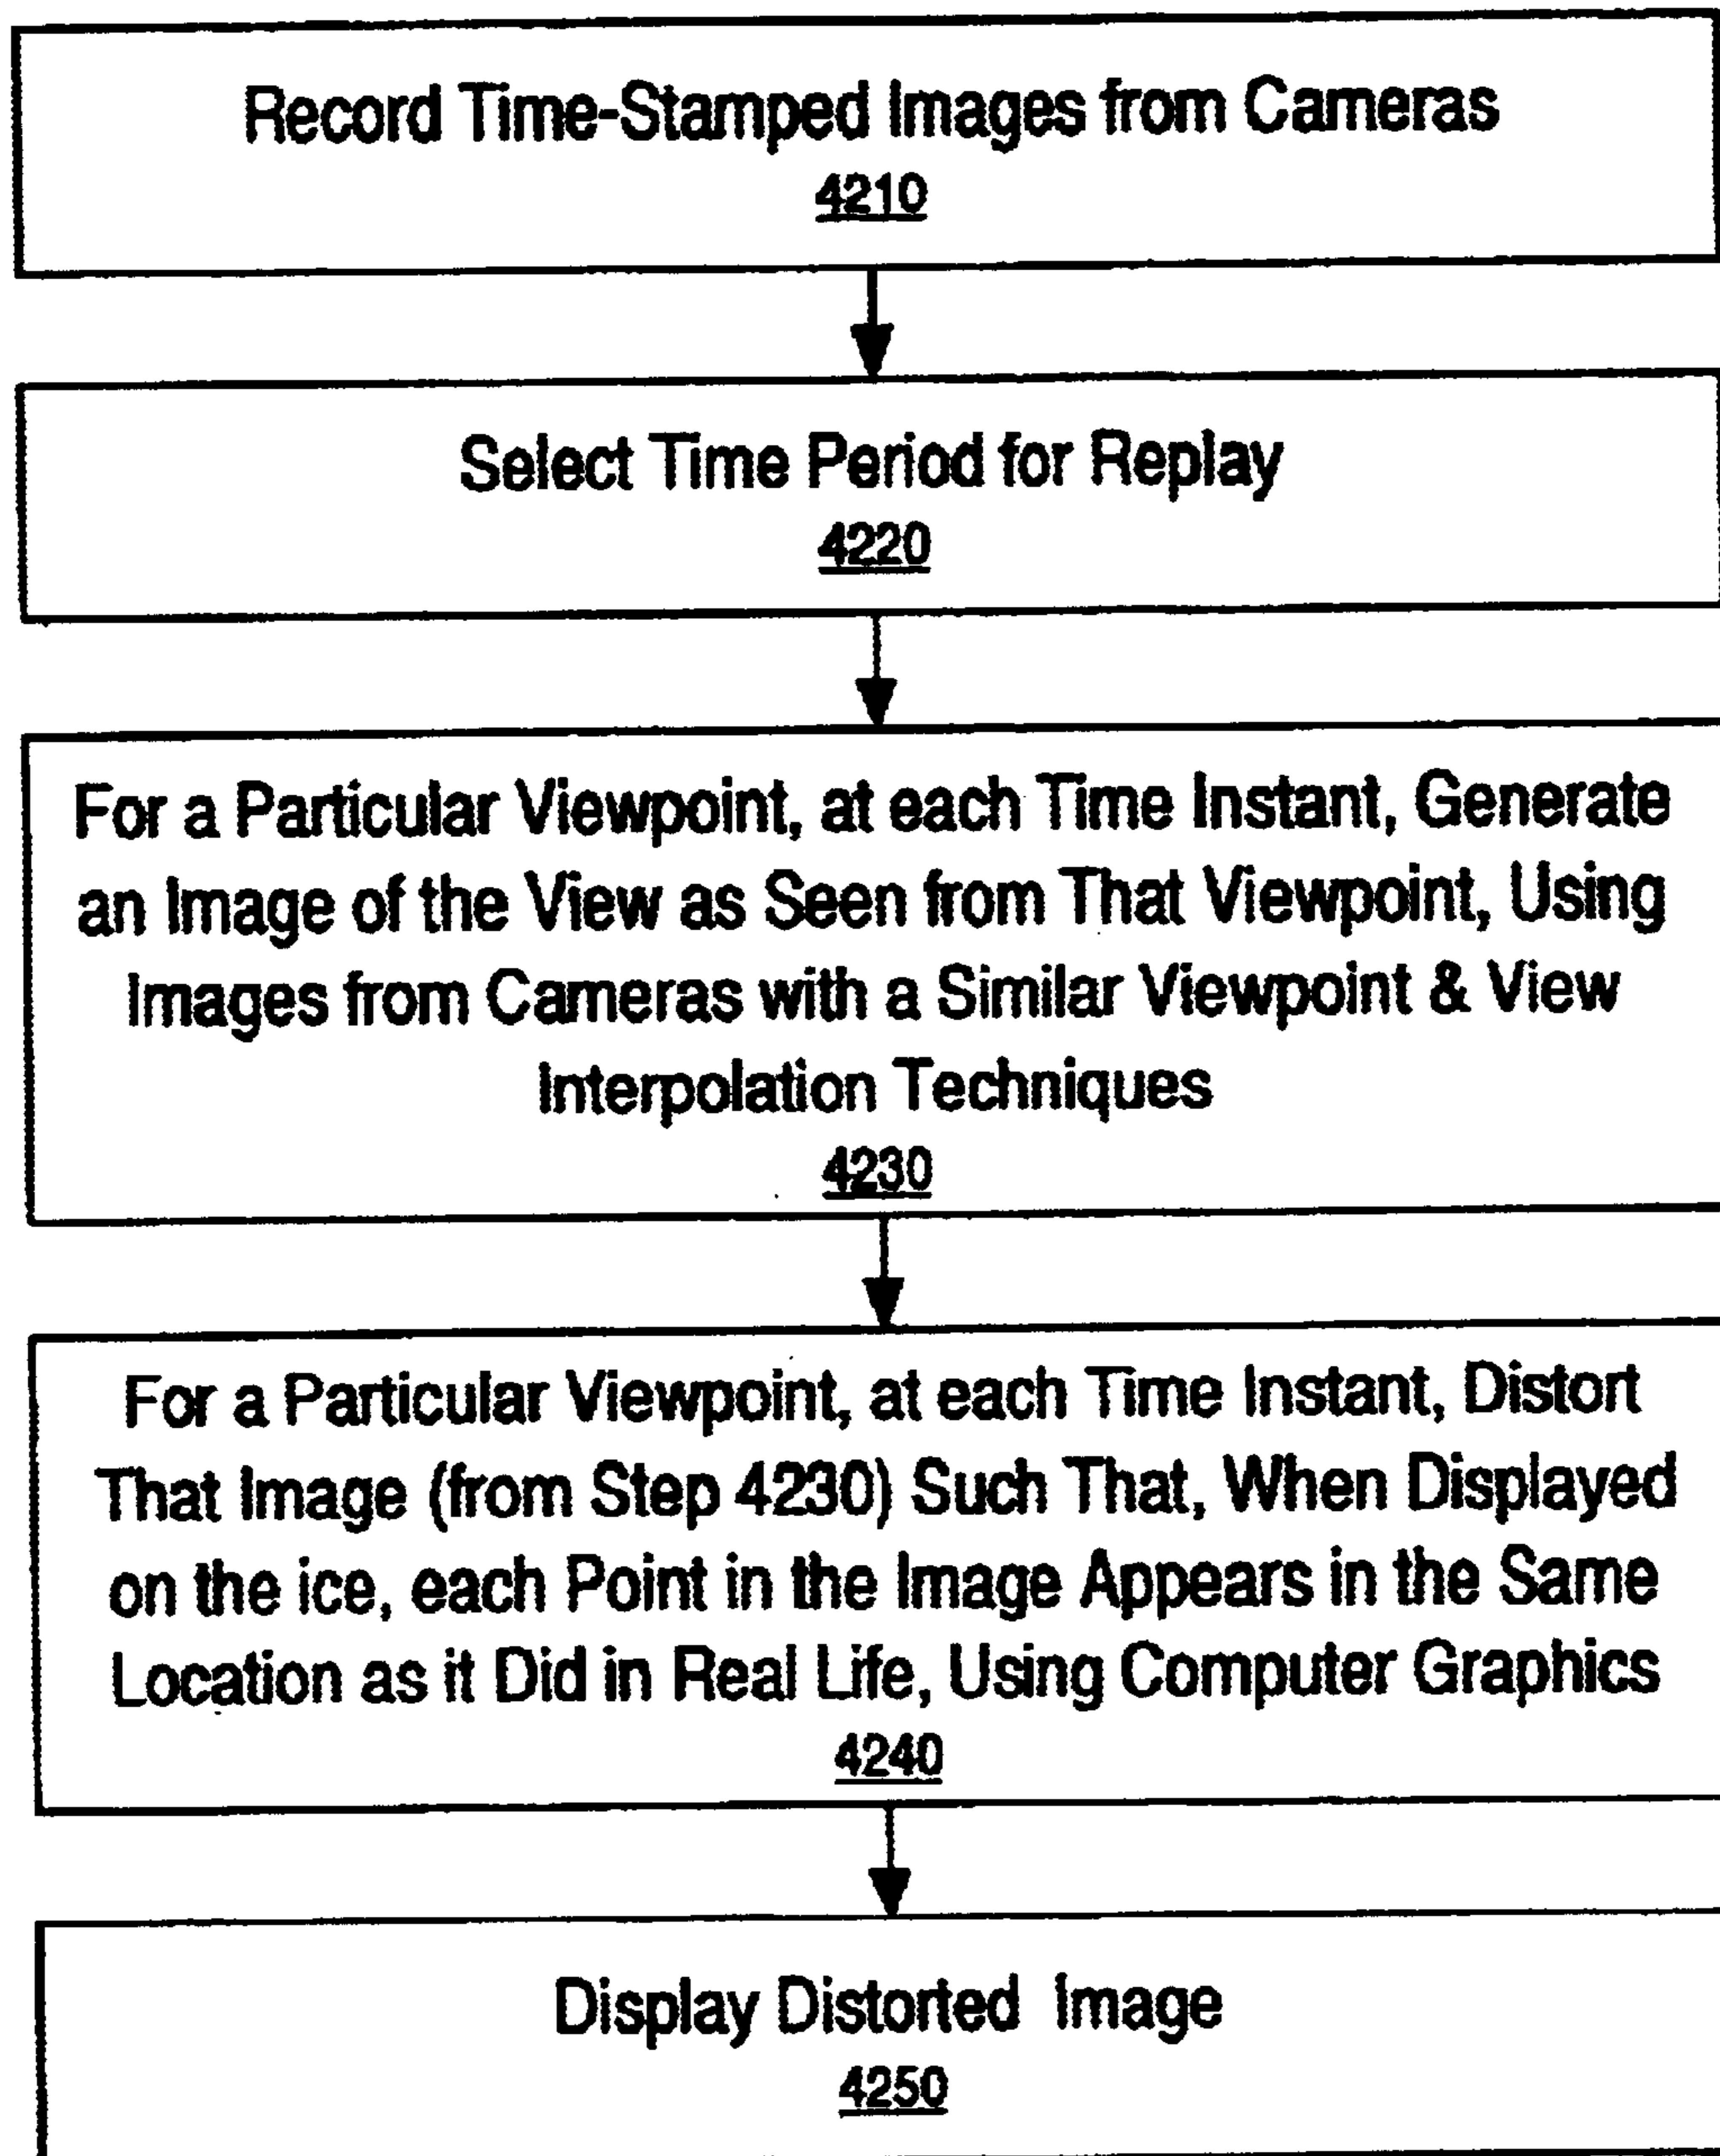 Record Time-Stamped Images from Cameras
4210
Select Time Period for Replay
4220
For a Particular Viewpoint, at each Time Instant, Generate
an Image of the View as Seen from That Viewpoint, Using
Images from Cameras with a Similar Viewpoint & View
Interpolation Techniques
4230
For a Particular Viewpoint, at each Time Instant, Distort
That Image (from Step 4230) Such That, When Displayed
on the ice, each Point in the Image Appears in the Same
Location as it Did in Real Life, Using Computer Graphics
4240
Display Distorted Image
4250